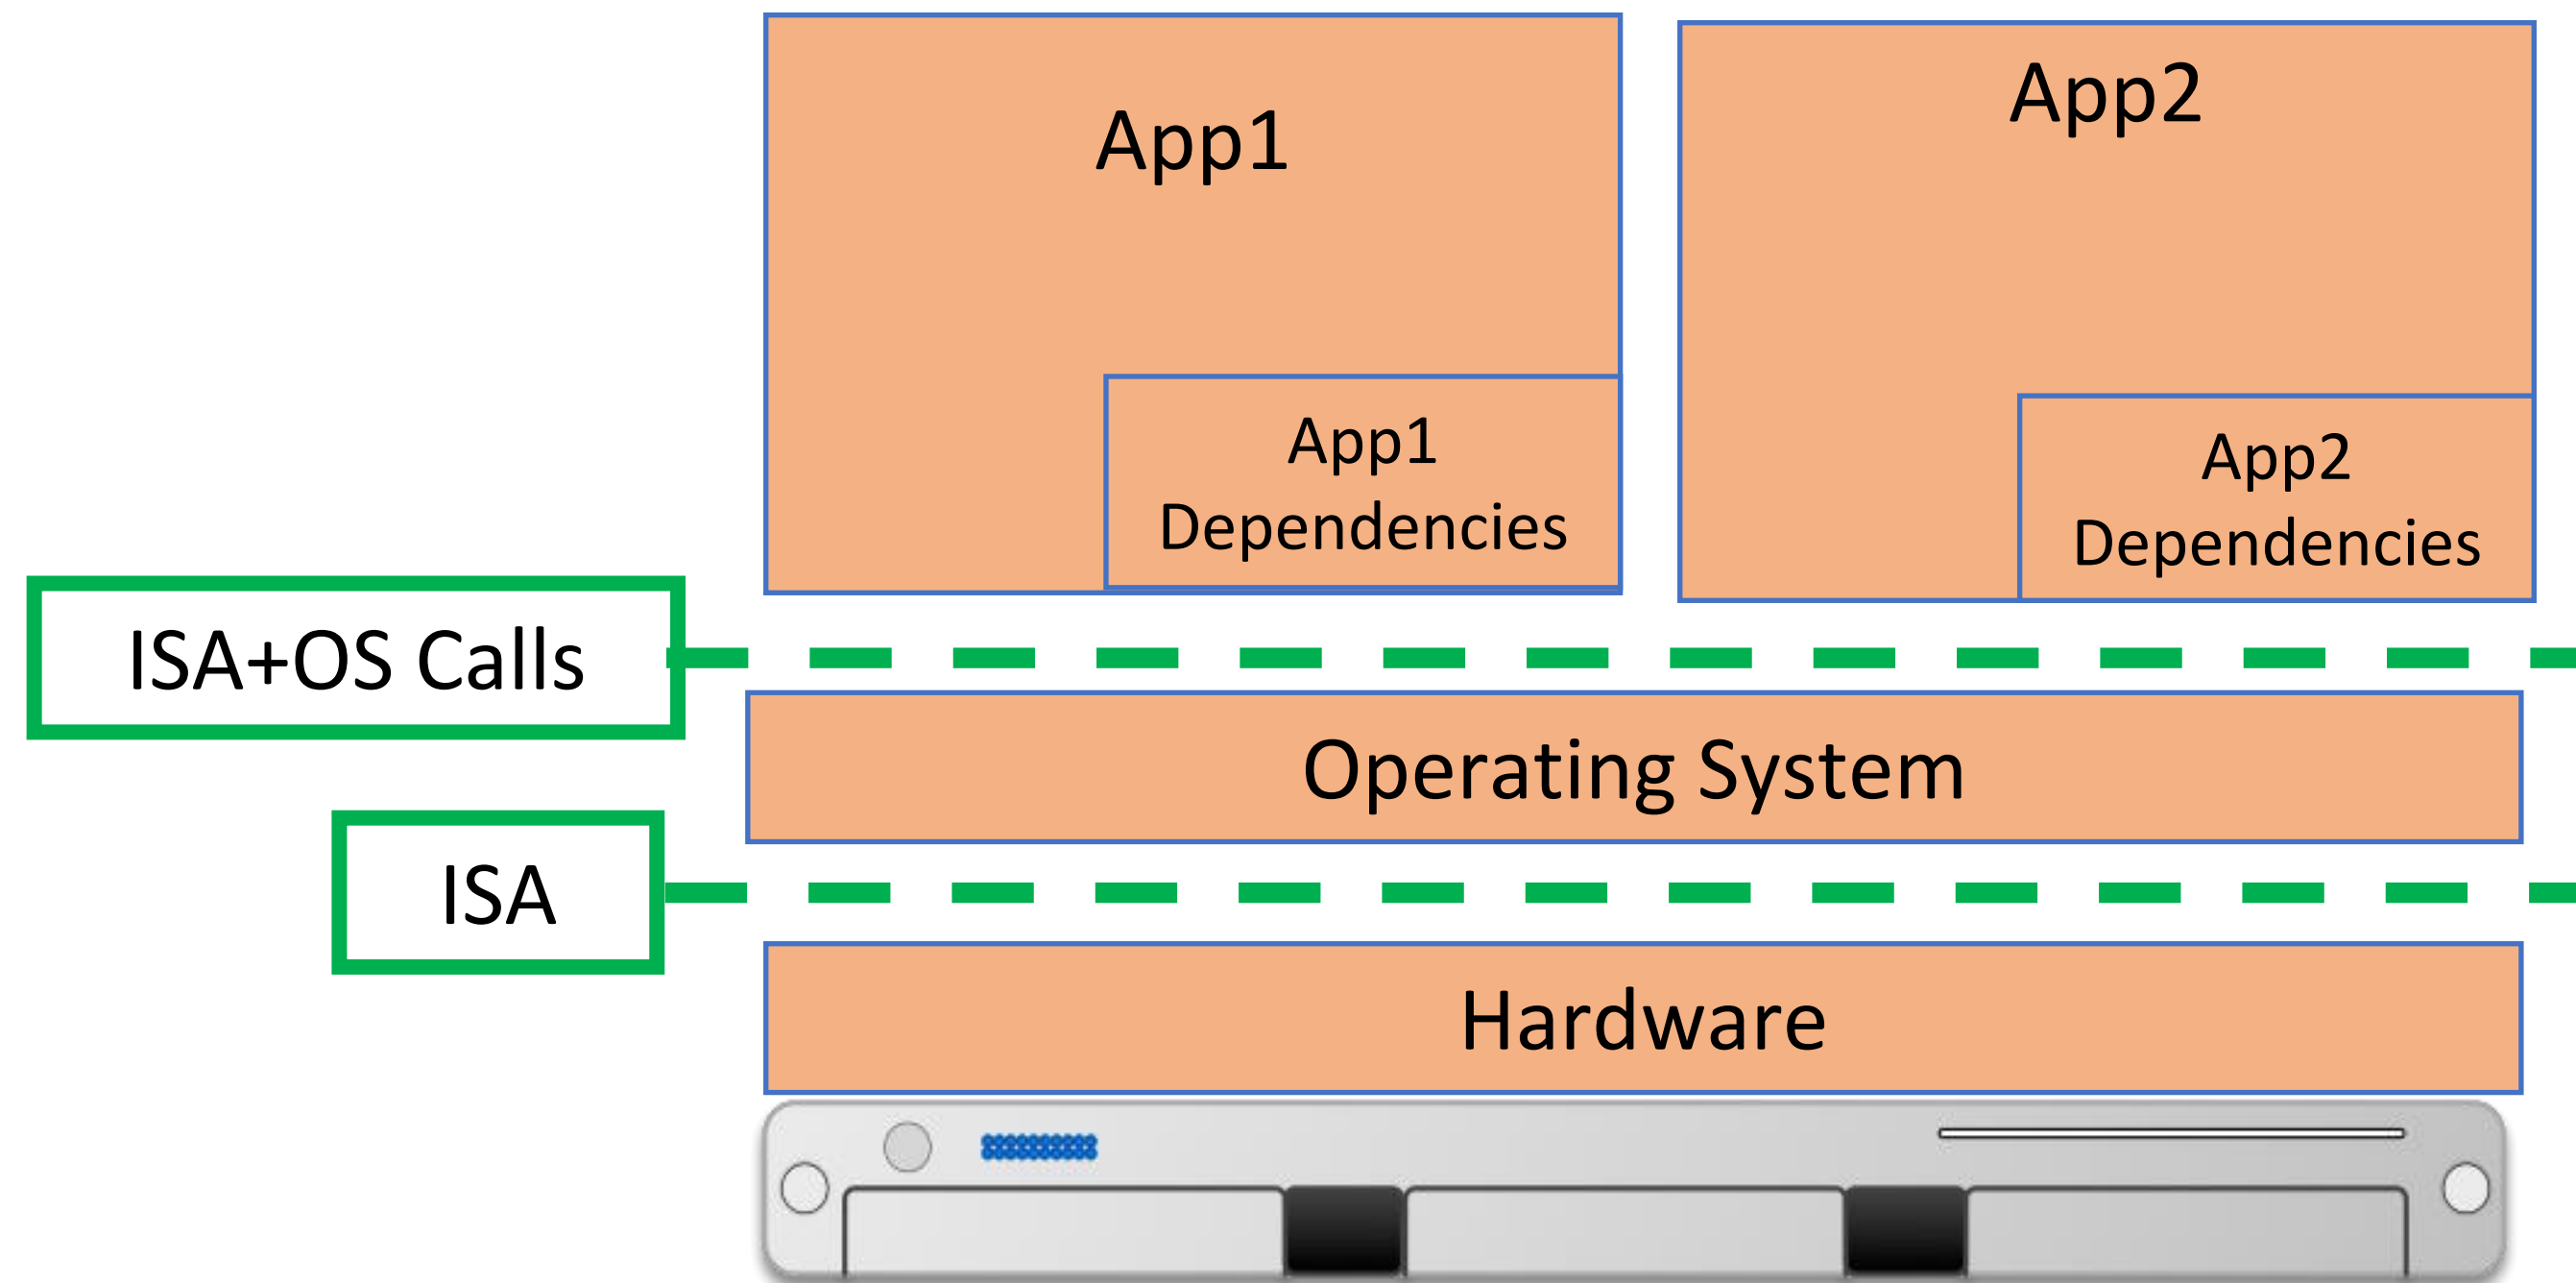 App1
App2
App1
Dependencies
App2
Dependencies
ISA+OS Calls
Operating System
ISA
Hardware